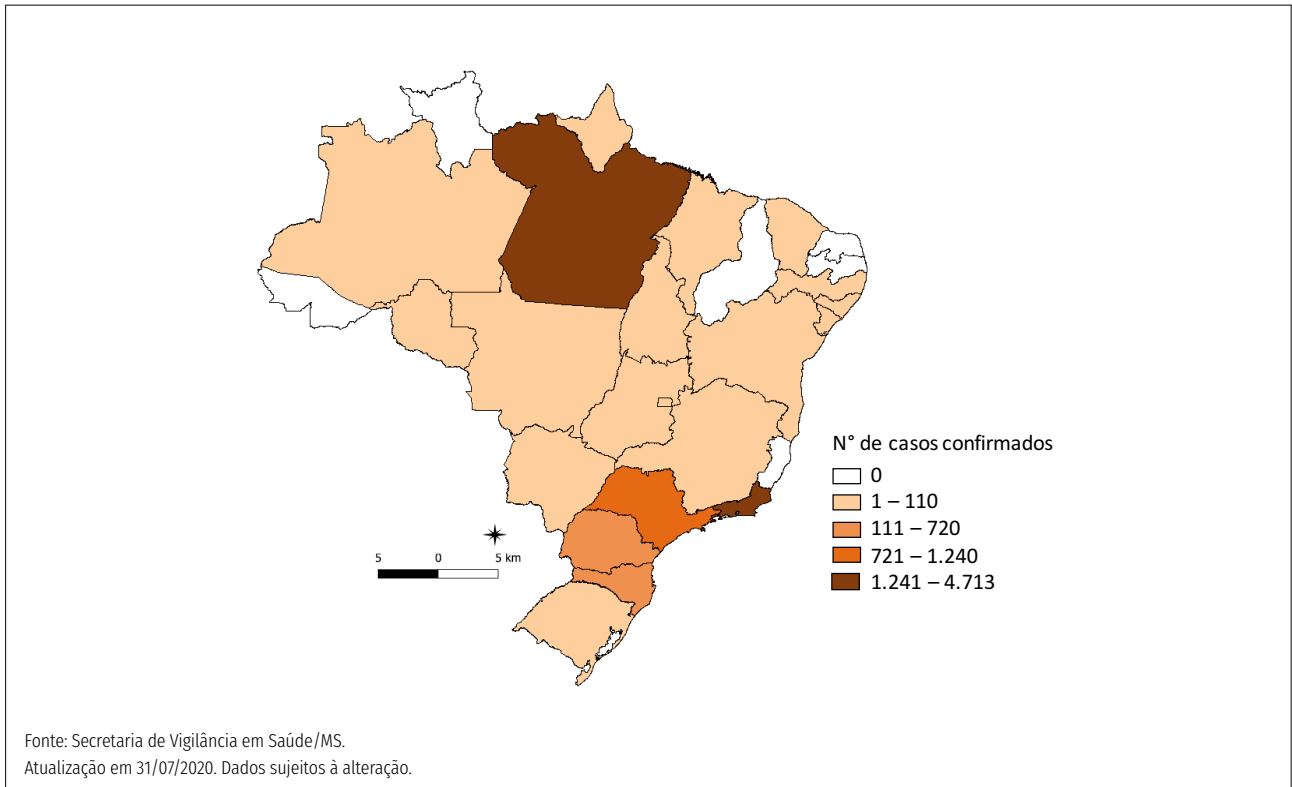 N° de casos confirmados
0
1 – 110
111 – 720
721 – 1.240
1.241 – 4.713
5 0 5 km
Fonte: Secretaria de Vigilância em Saúde/MS.
Atualização em 31/07/2020. Dados sujeitos à alteração.